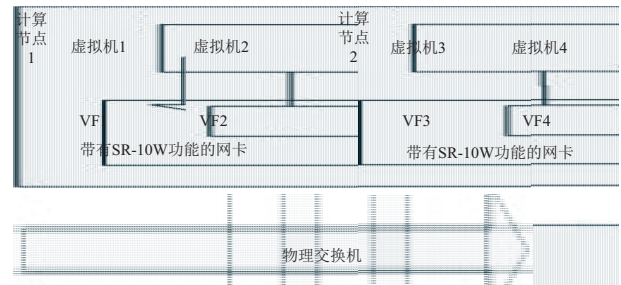 计算
节点
1
虚拟机1
虚拟机2
计算
节点
2
虚拟机3
虚拟机4
VF
VF2
VF3
VF4
带有SR-10W功能的网卡
带有SR-10W功能的网卡
物理交换机